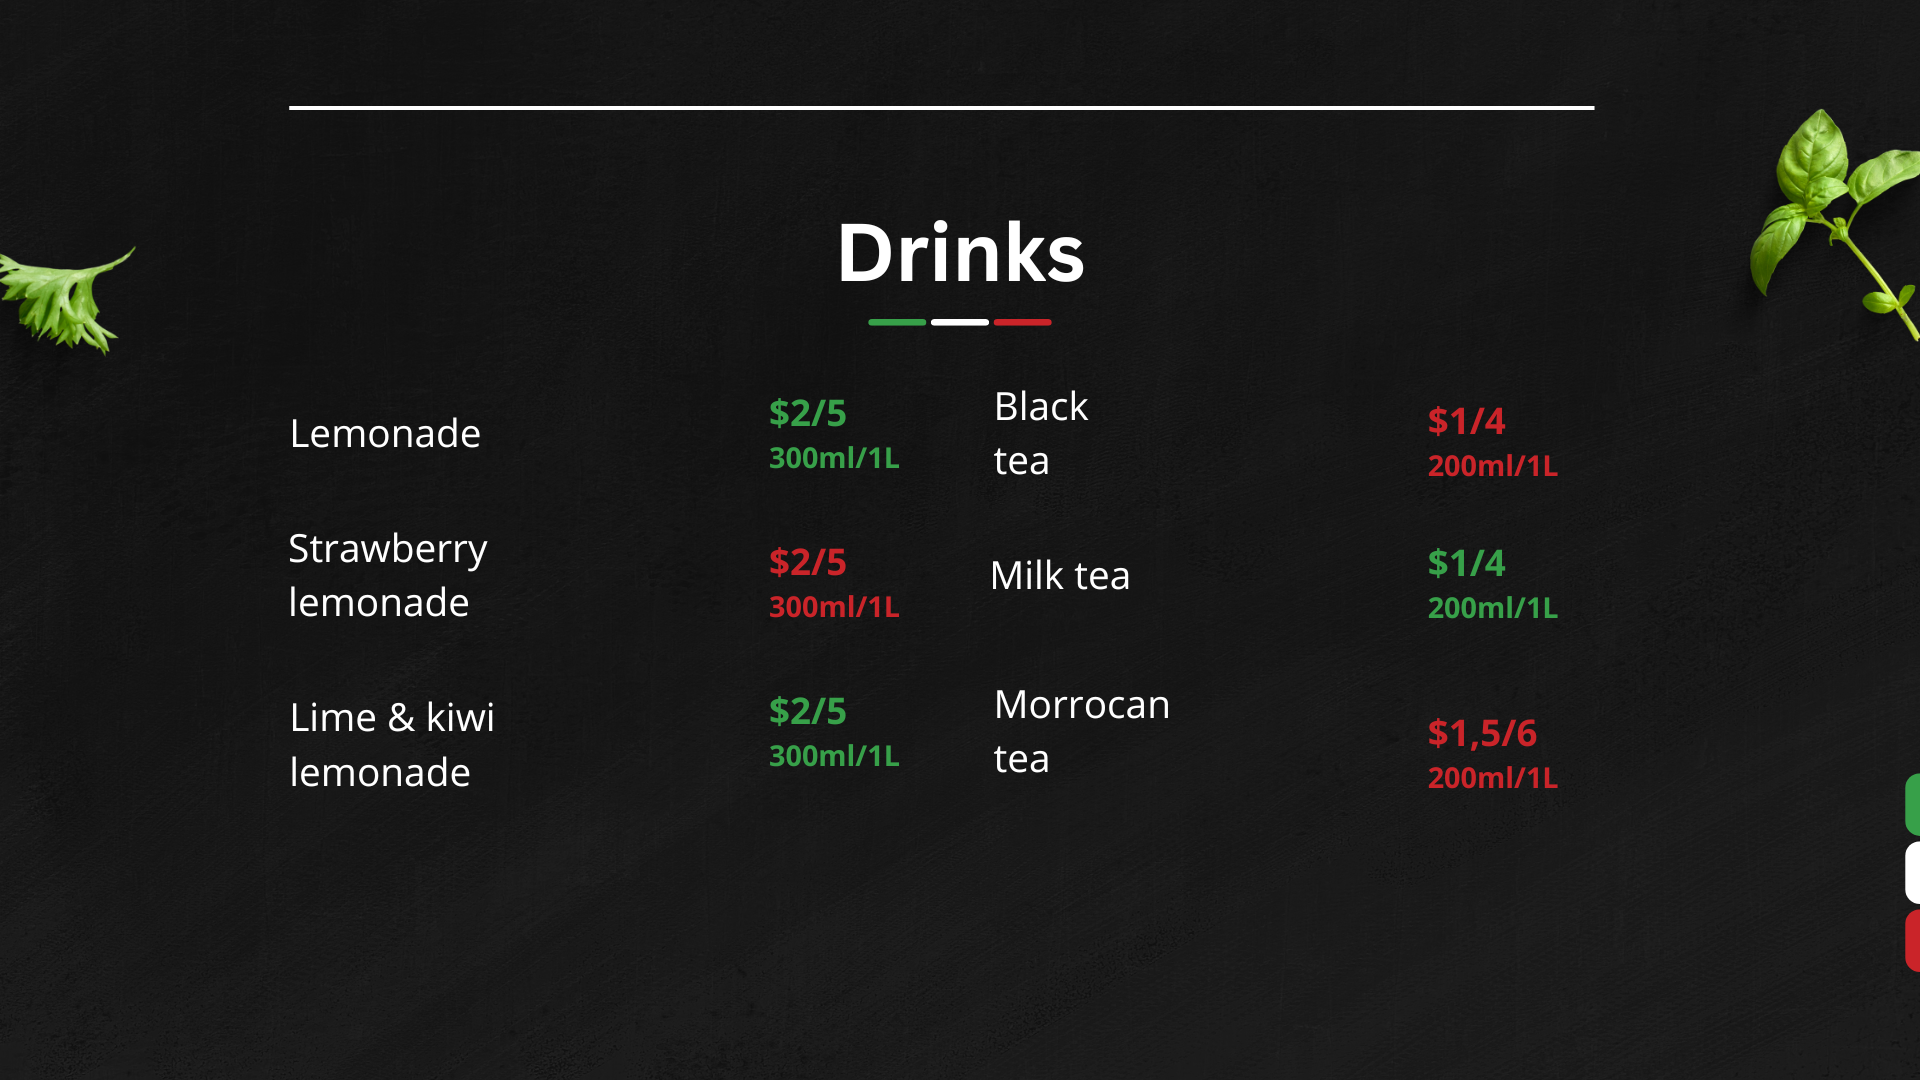 Drinks
Lemonade
$2/5
300ml/1L
Strawberry
lemonade
$2/5
300ml/1L
Lime & kiwi
lemonade
$2/5
300ml/1L
Black
tea
$1/4
200ml/1L
Milk tea
$1/4
200ml/1L
Morrocan
tea
$1,5/6
200ml/1L